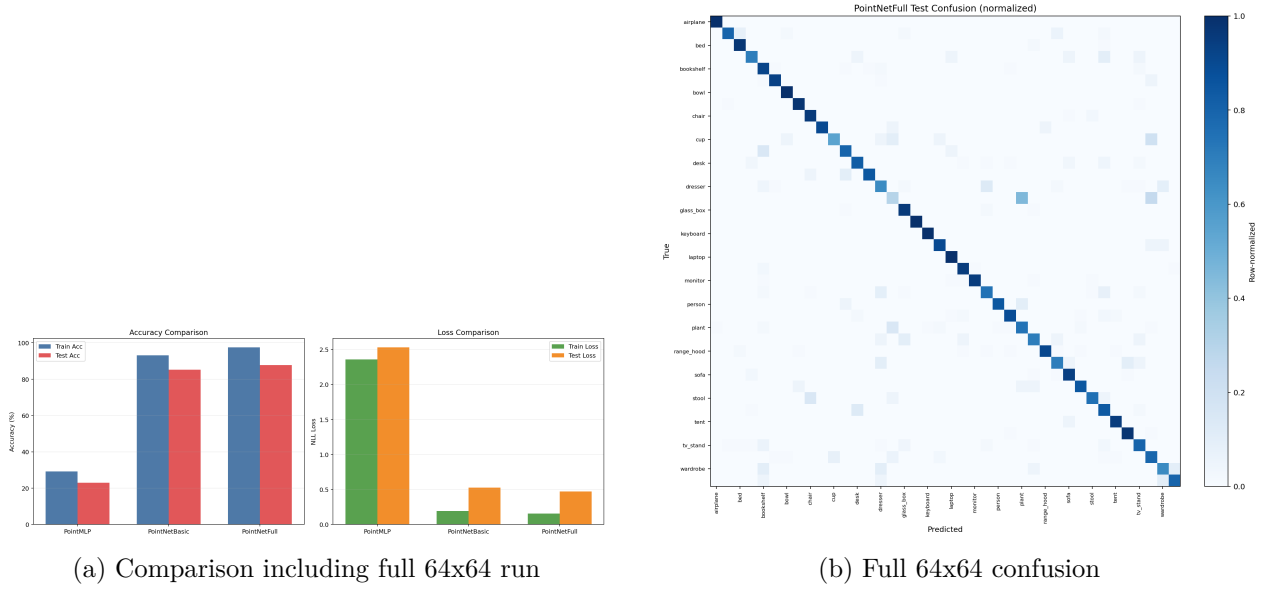 Accuracy Comparison
Train Acc
Test Acc
Accuracy (%)
100
80
60
40
20
0
PointMLP
PointNetBasic
PointNetFull
Loss Comparison
Train Loss
Test Loss
NLL Loss
2.5
2.0
1.5
1.0
0.5
0.0
PointMLP
PointNetBasic
PointNetFull
(a) Comparison including full 64x64 run
PointNetFull Test Confusion (normalized)
True
airplane
bed
bookshelf
bowl
chair
cup
desk
dresser
glass_box
keyboard
laptop
monitor
person
plant
range_hood
sofa
stool
tent
tv_stand
wardrobe
airplane
bed
bookshelf
bowl
chair
cup
desk
dresser
glass_box
keyboard
laptop
monitor
person
plant
range_hood
sofa
stool
tent
tv_stand
wardrobe
Predicted
1.0
0.8
0.6
0.4
0.2
0.0
Row-normalized
(b) Full 64x64 confusion